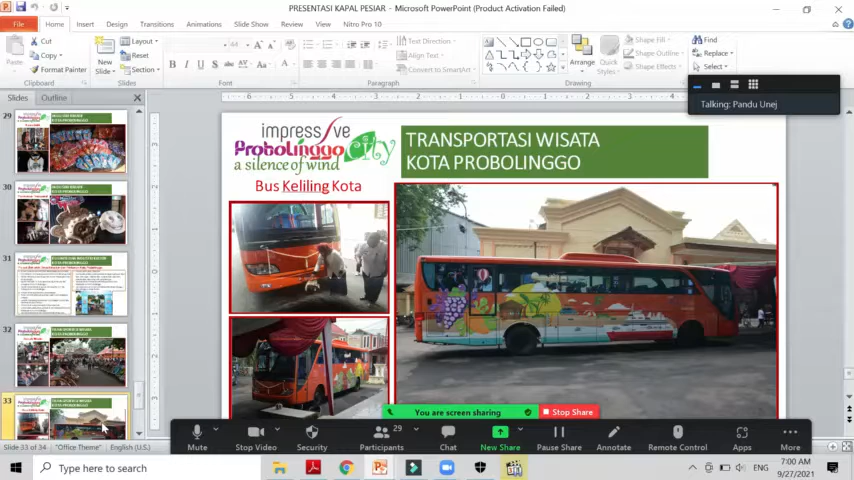 PRESENTASI KAPAL PESIAR - Microsoft PowerPoint (Product Activation Failed)
File Home Insert Design Transitions Animations Slide Show Review View Nitro Pro 10
Paste
Cut
Copy
Format Painter
Clipboard
New Slide
Layout
Reset
Section
Slides
44
B I U S
Font
Paragraph
Text Direction
Align Text
Convert to SmartArt
Arrange
Quick Styles
Shape Fill
Shape Outline
Shape Effects
Drawing
Find
Replace
Select
Talking: Pandu Unej
Slides Outline
29
30
31
32
33
impressive
Probolinggo City
a silence of wind
TRANSPORTASI WISATA
KOTA PROBOLINGGO
Bus Keliling Kota
You are screen sharing
Stop Share
Mute
Stop Video
Security
29
Participants
Chat
New Share
Pause Share
Annotate
Remote Control
Apps
More
Slide 33 of 34 "Office Theme" English (U.S.)
Type here to search
ENG
7:00 AM
9/27/2021